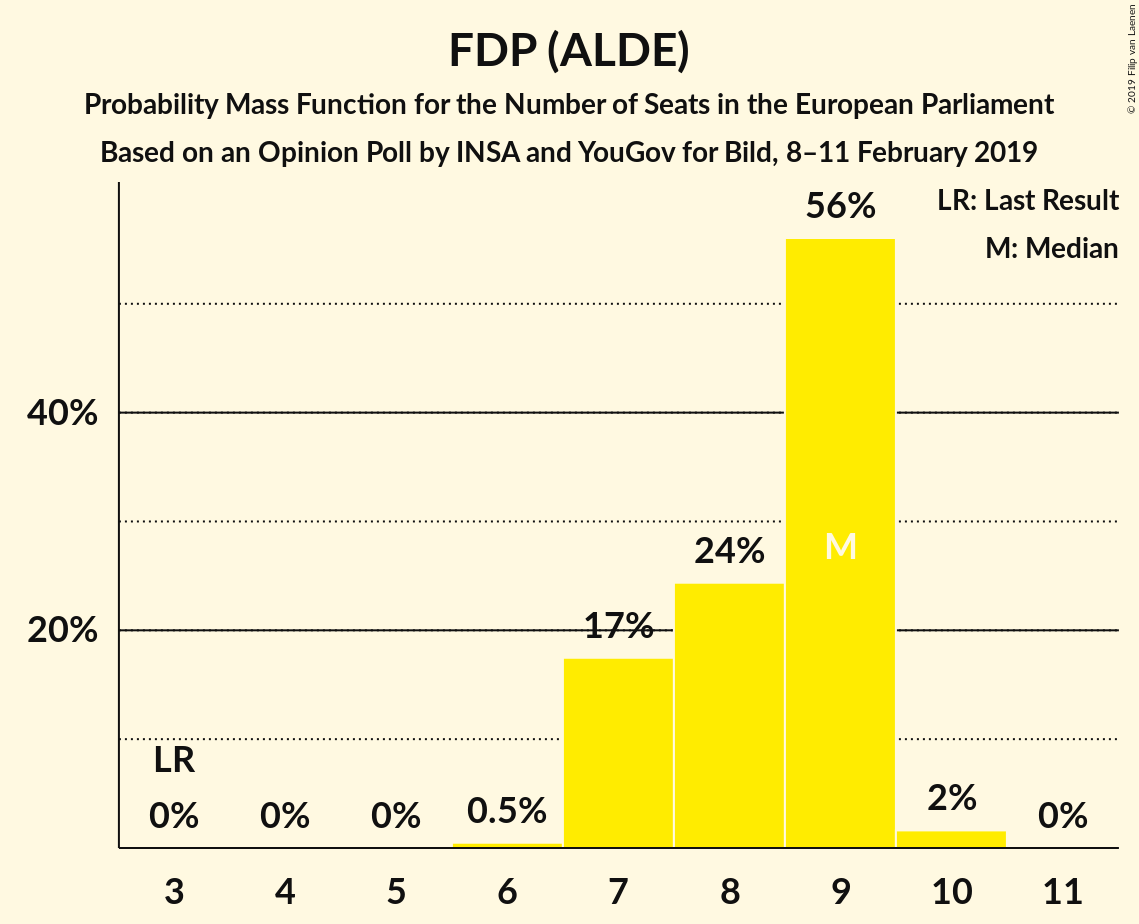 FDP (ALDE)
Probability Mass Function for the Number of Seats in the European Parliament
Based on an Opinion Poll by INSA and YouGov for Bild, 8–11 February 2019
© 2019 Filip van Laenen
LR: Last Result
M: Median
56%
40%
M
24%
20%
17%
LR
0%
0%
0%
0.5%
2%
0%
3 4 5 6 7 8 9 10 11